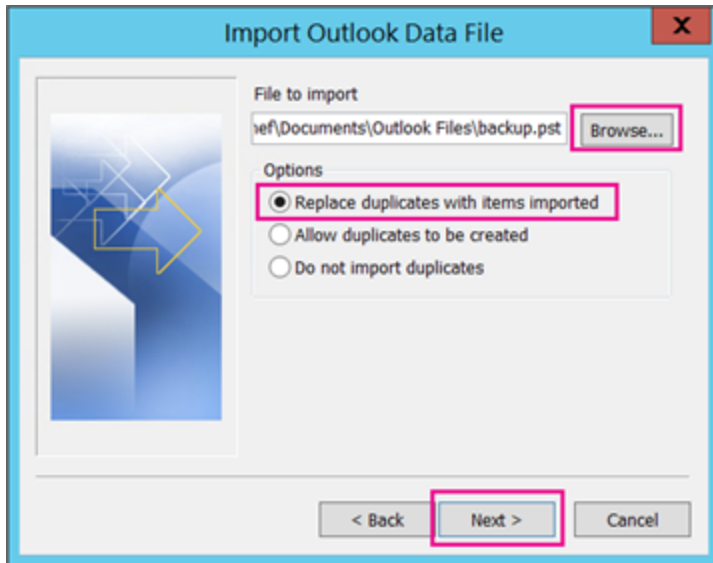 Import Outlook Data File
X
File to import
\Documents\Outlook Files\backup.pst
Browse...
Options
Replace duplicates with items imported
Allow duplicates to be created
Do not import duplicates
< Back
Next >
Cancel